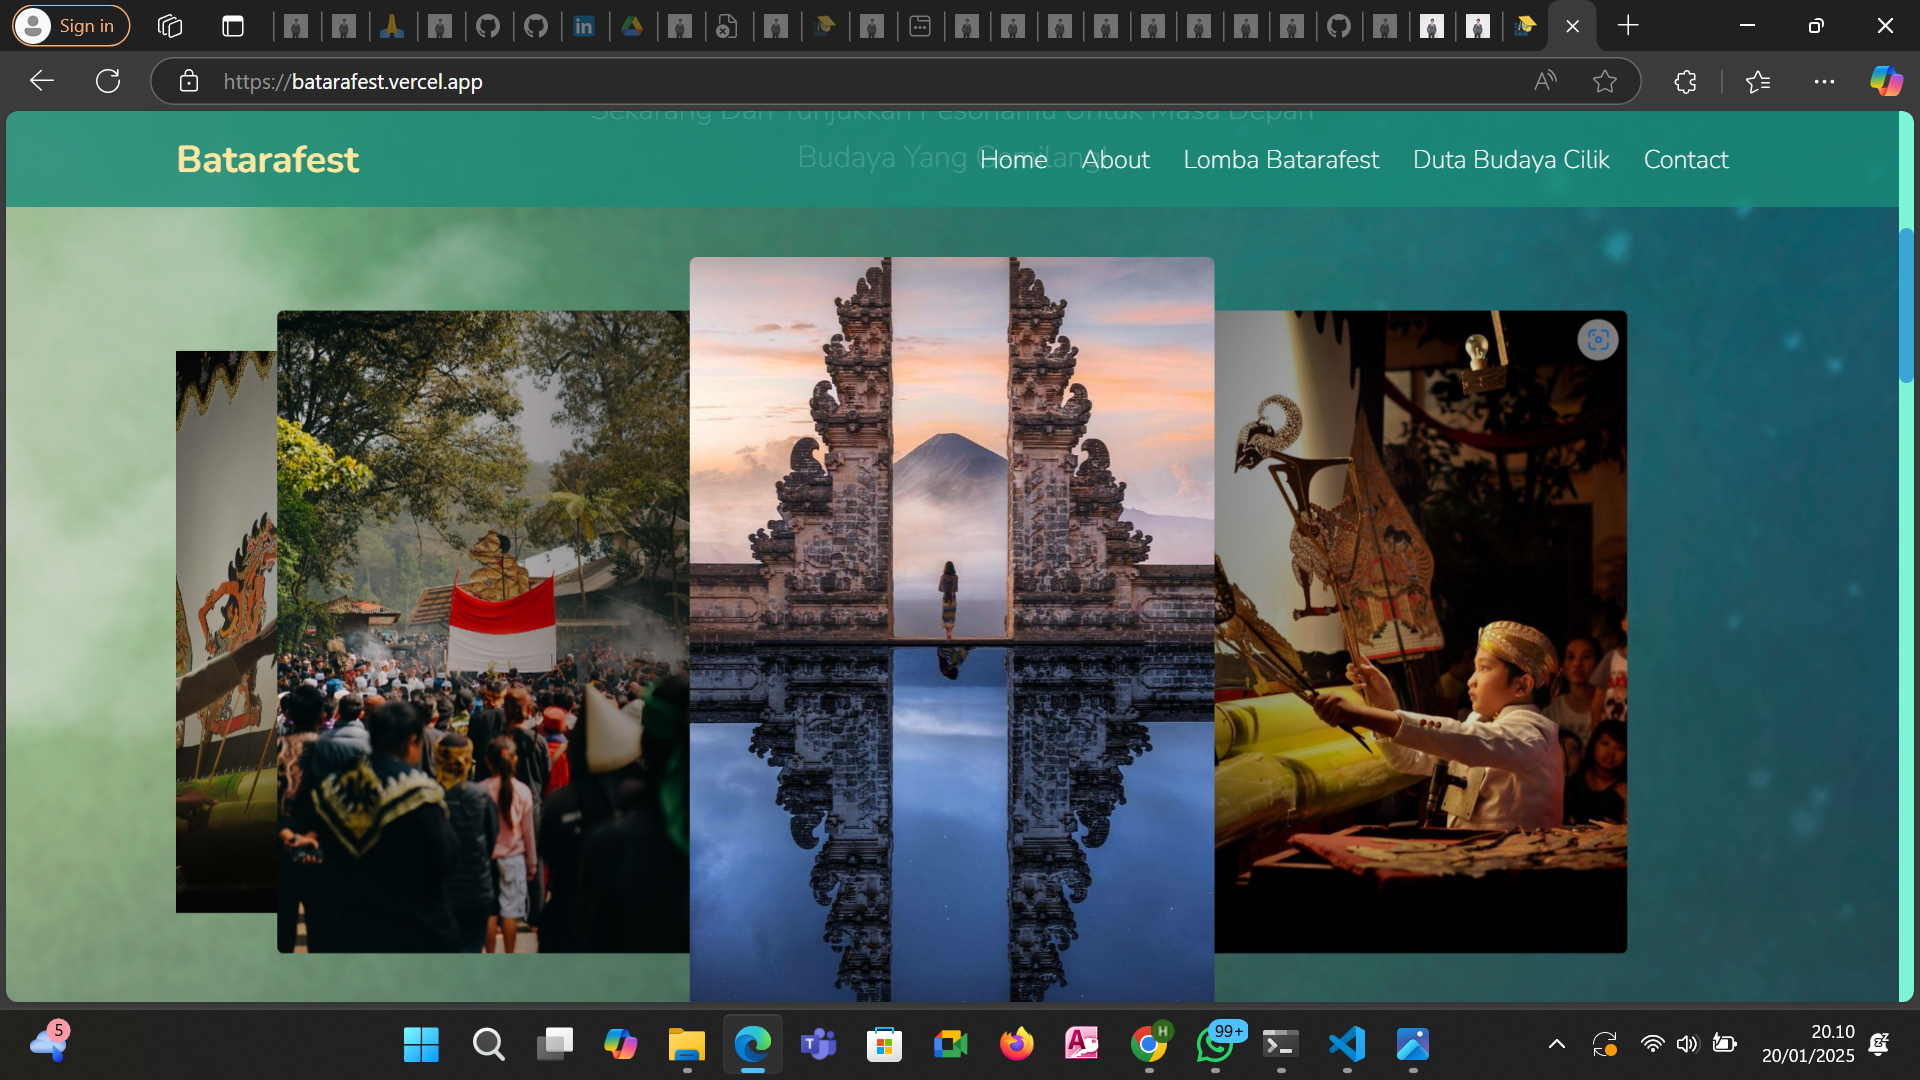 Sign in
https://batarafest.vercel.app
Sekarang Dan Tunjukkan Pesonamu Untuk Masa Depan
Budaya Yang Gemilang!
Batarafest
Home
About
Lomba Batarafest
Duta Budaya Cilik
Contact
5
H
99+
20.10
20/01/2025